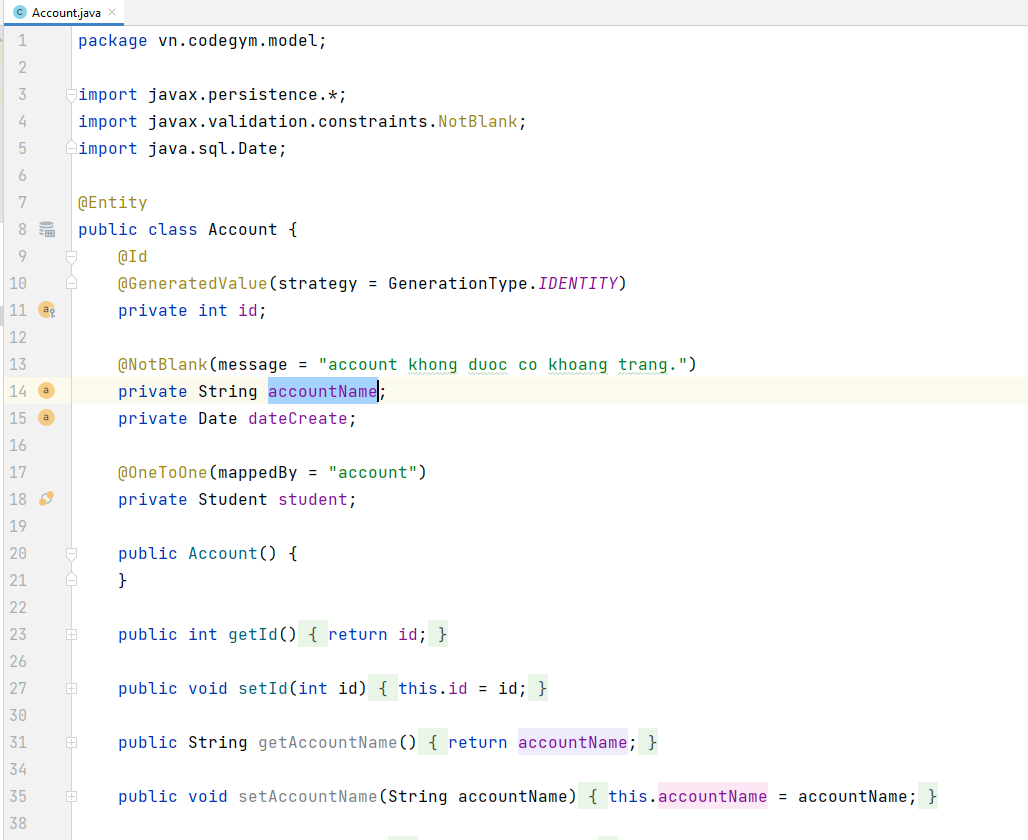 Account.java
1 package vn.codegym.model;
2
3 import javax.persistence.*;
4 import javax.validation.constraints.NotBlank;
5 import java.sql.Date;
6
7 @Entity
8 public class Account {
9 @Id
10 @GeneratedValue(strategy = GenerationType.IDENTITY)
11 private int id;
12
13 @NotBlank(message = "account khong duoc co khoang trang.")
14 private String accountName;
15 private Date dateCreate;
16
17 @OneToOne(mappedBy = "account")
18 private Student student;
19
20 public Account() {
21 }
22
23 public int getId() { return id; }
26
27 public void setId(int id) { this.id = id; }
30
31 public String getAccountName() { return accountName; }
34
35 public void setAccountName(String accountName) { this.accountName = accountName; }
38